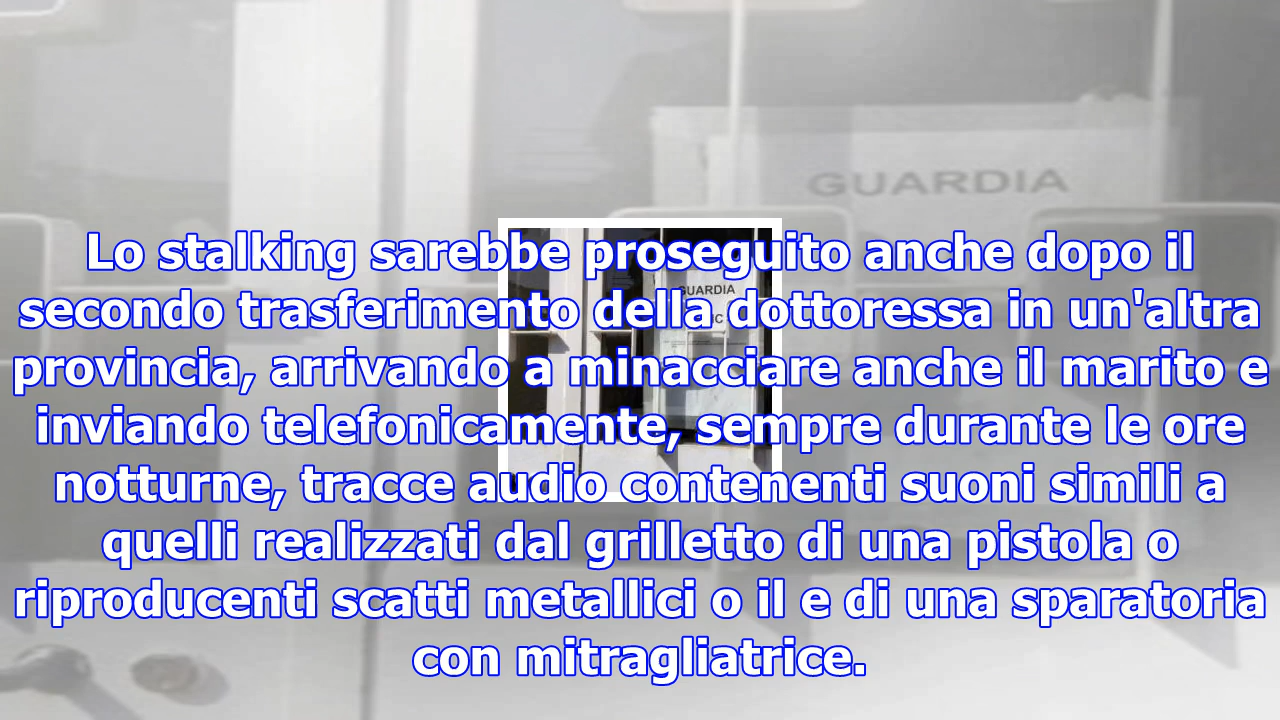 GUARDIA
Lo stalking sarebbe proseguito anche dopo il
GUARDIA
secondo trasferimento della dottoressa in un'altra
provincia, arrivando a minacciare anche il marito e
inviando telefonicamente, sempre durante le ore
notturne, tracce audio contenenti suoni simili a
quelli realizzati dal grilletto di una pistola o
riproducenti scatti metallici o il e di una sparatoria
con mitragliatrice.